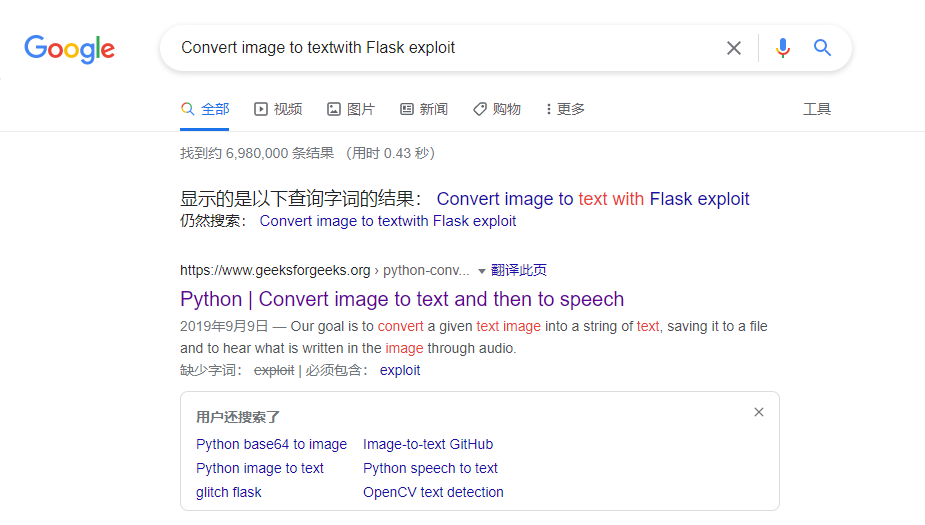 Google
Convert image to textwith Flask exploit
全部 视频 图片 新闻 购物 更多 工具
找到约 6,980,000 条结果 （用时 0.43 秒）
显示的是以下查询字词的结果： Convert image to text with Flask exploit
仍然搜索： Convert image to textwith Flask exploit
https://www.geeksforgeeks.org › python-conv... 翻译此页
Python | Convert image to text and then to speech
2019年9月9日 — Our goal is to convert a given text image into a string of text, saving it to a file
and to hear what is written in the image through audio.
缺少字词： exploit | 必须包含： exploit
用户还搜索了
Python base64 to image Image-to-text GitHub
Python image to text Python speech to text
glitch flask OpenCV text detection